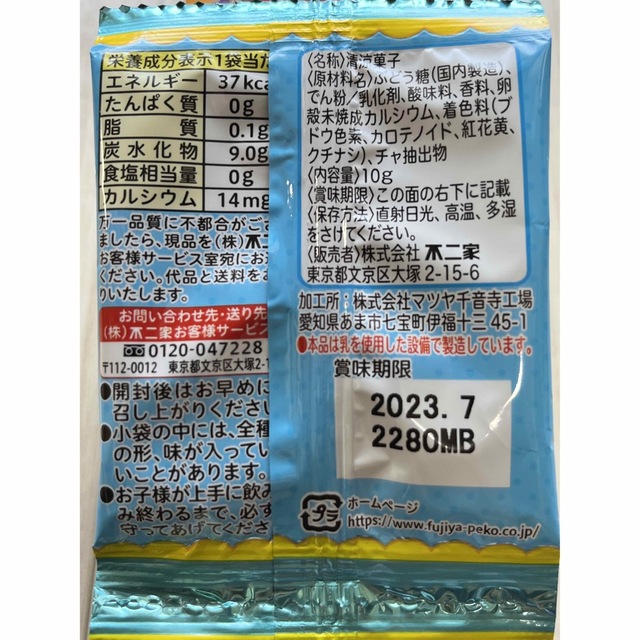 栄養成分表示1袋当た
エネルギー 37kca
たんぱく質 0g
脂質 0.1g
炭水化物 9.0g
食塩相当量 0g
カルシウム 14mg
万一品質に不都合がござ
ましたら、現品を(株)不二
お客様サービス室宛にお送
ください。代品と送料をお
りいたします。
お問い合わせ先・送り先
(株)不二家お客様サービス
0120-047228
〒112-0012 東京都文京区大塚2-1
●開封後はお早めに
召し上がりくださ
●小袋の中には、全種
の形、味が入ってい
いことがあります。
●お子様が上手に飲み
み終わるまで、必ず
守ってあげてくださ
〈名称〉清涼菓子
〈原材料名〉ぶどう糖(国内製造)、
でん粉/乳化剤、酸味料、香料、卵
殻未焼成カルシウム、着色料(ブ
ドウ色素、カロテノイド、紅花黄、
クチナシ)、チャ抽出物
〈内容量〉10g
〈賞味期限〉この面の右下に記載
〈保存方法〉直射日光、高温、多湿
をさけてください。
〈販売者〉株式会社 不二家
東京都文京区大塚 2-15-6
加工所:株式会社マツヤチ音寺工場
愛知県あま市七宝町伊福十三 45-1
●本品は乳を使用した設備で製造しています。
賞味期限
2023.7
2280MB
プラ
ホームページ
https://www.fujiya-peko.co.jp/